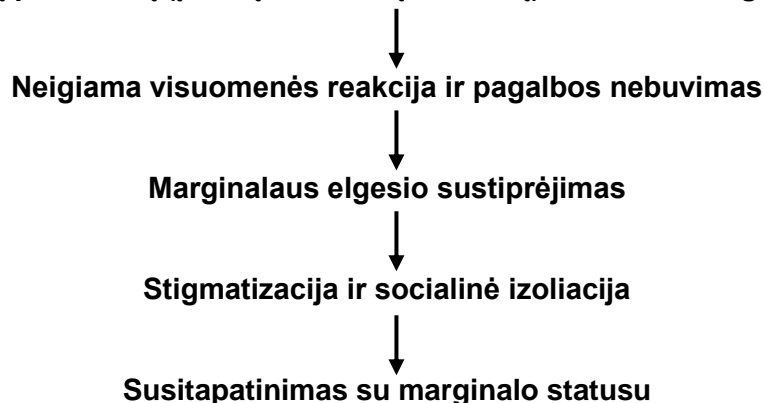 Neigiama visuomenės reakcija ir pagalbos nebuvimas
Marginalaus elgesio sustiprėjimas
Stigmatizacija ir socialinė izoliacija
Susitapatinimas su marginalo statusu